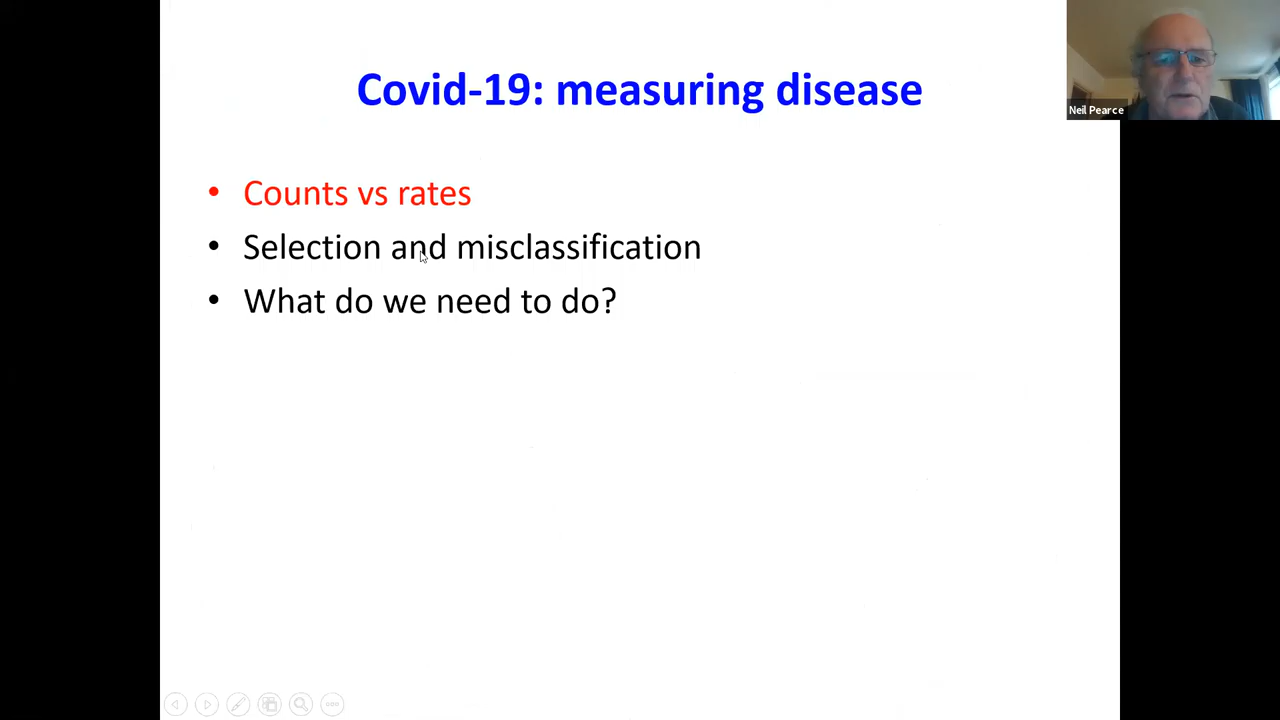 Covid-19: measuring disease
Neil Pearce
• Counts vs rates
• Selection and misclassification
• What do we need to do?